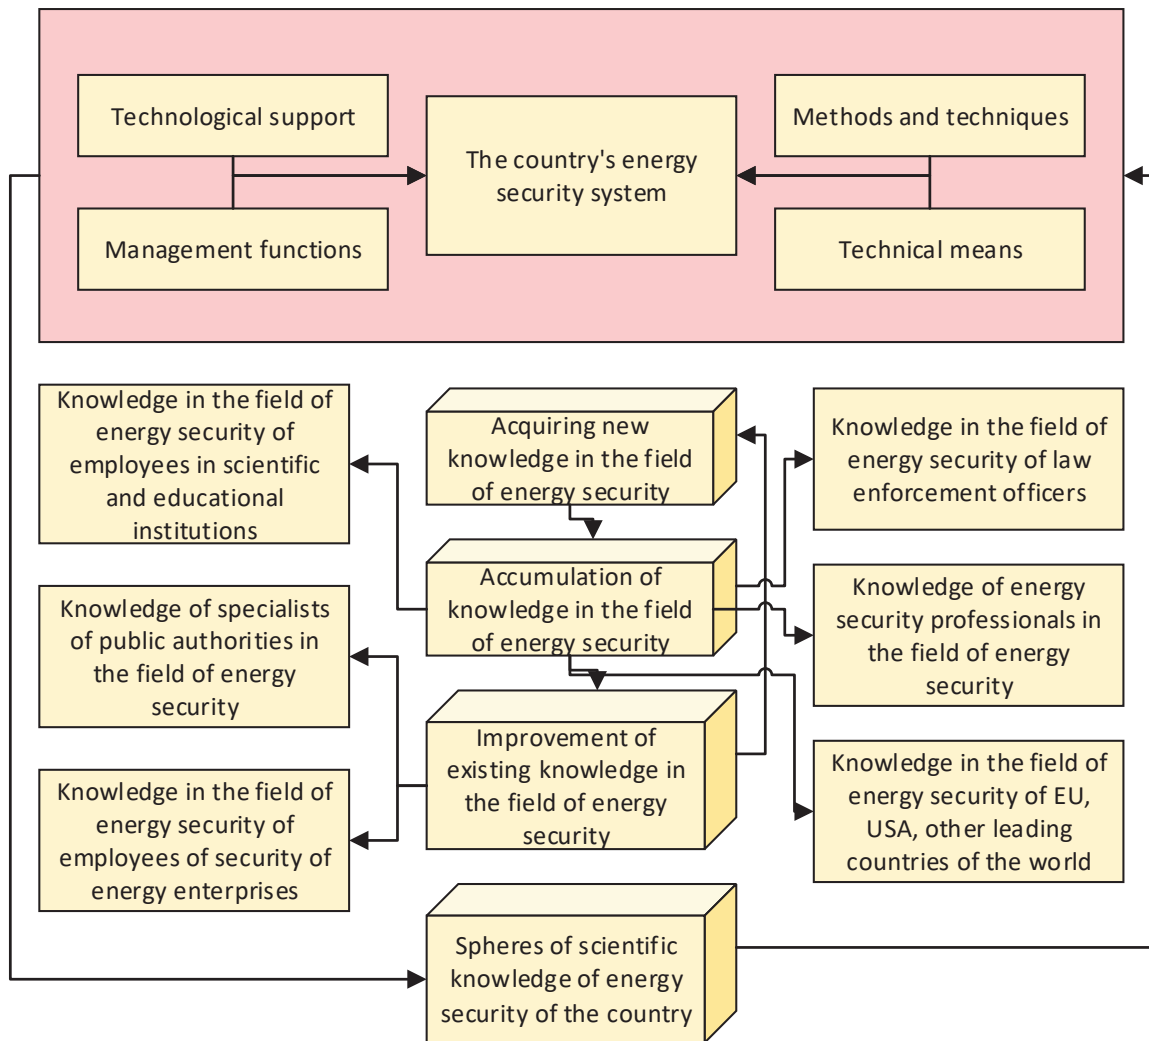 Technological support
Management functions
The country's energy
security system
Methods and techniques
Technical means
Knowledge in the field of
energy security of
employees in scientific
and educational
institutions
Acquiring new
knowledge in the field
of energy security
Knowledge in the field of
energy security of law
enforcement officers
Knowledge of specialists
of public authorities in
the field of energy
security
Accumulation of
knowledge in the field
of energy security
Knowledge of energy
security professionals in
the field of energy
security
Knowledge in the field of
energy security of
employees of security of
energy enterprises
Improvement of
existing knowledge in
the field of energy
security
Knowledge in the field of
energy security of EU,
USA, other leading
countries of the world
Spheres of scientific
knowledge of energy
security of the country